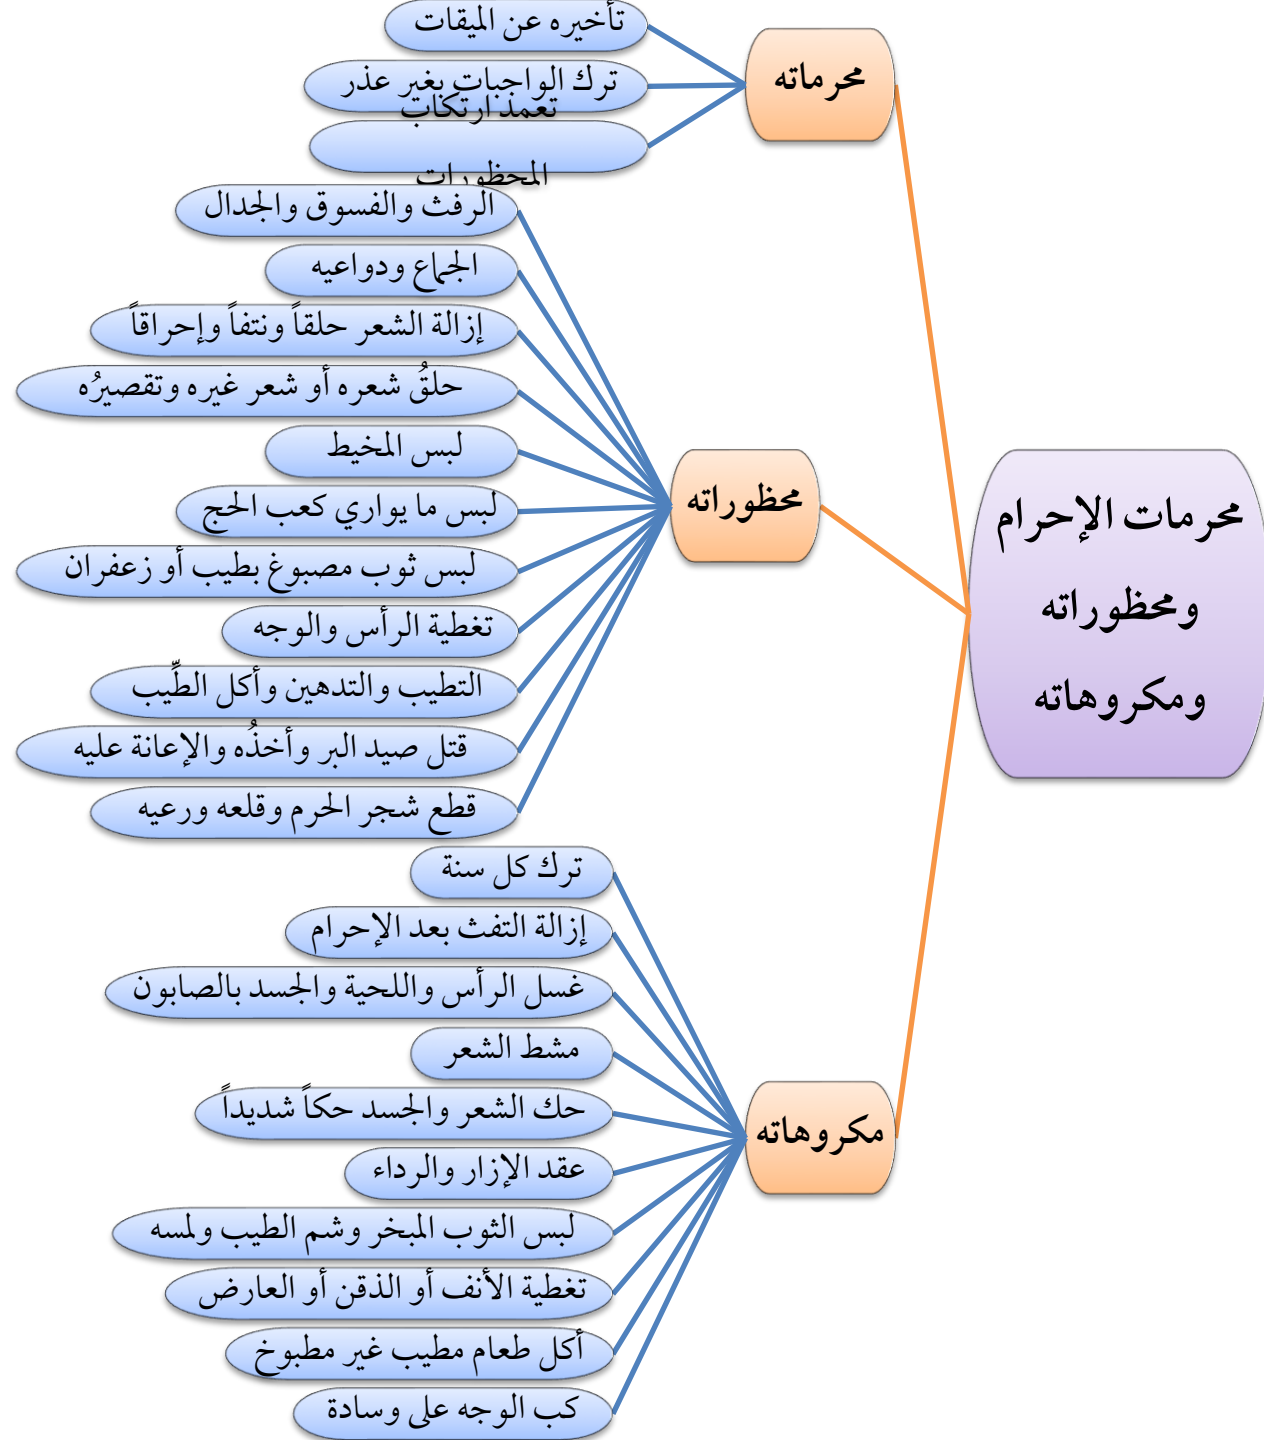 محرمات الإحرام
ومحظوراته
ومكروهاته
محرماته
تأخيره عن الميقات
ترك الواجبات بغير عذر
تعمد ارتكاب
المحظورات
محظوراته
الرفث والفسوق والجدال
الجماع ودواعيه
إزالة الشعر حلقاً ونتفاً وإحراقاً
حلقُ شعره أو شعر غيره وتقصيرُه
لبس المخيط
لبس ما يواري كعب الحج
لبس ثوب مصبوغ بطيب أو زعفران
تغطية الرأس والوجه
التطيب والتدهين وأكل الطِّيب
قتل صيد البر وأخذُه والإعانة عليه
قطع شجر الحرم وقلعه ورعيه
مكروهاته
ترك كل سنة
إزالة التفث بعد الإحرام
غسل الرأس واللحية والجسد بالصابون
مشط الشعر
حك الشعر والجسد حكاً شديداً
عقد الإزار والرداء
لبس الثوب المبخر وشم الطيب ولمسه
تغطية الأنف أو الذقن أو العارض
أكل طعام مطيب غير مطبوخ
كب الوجه على وسادة